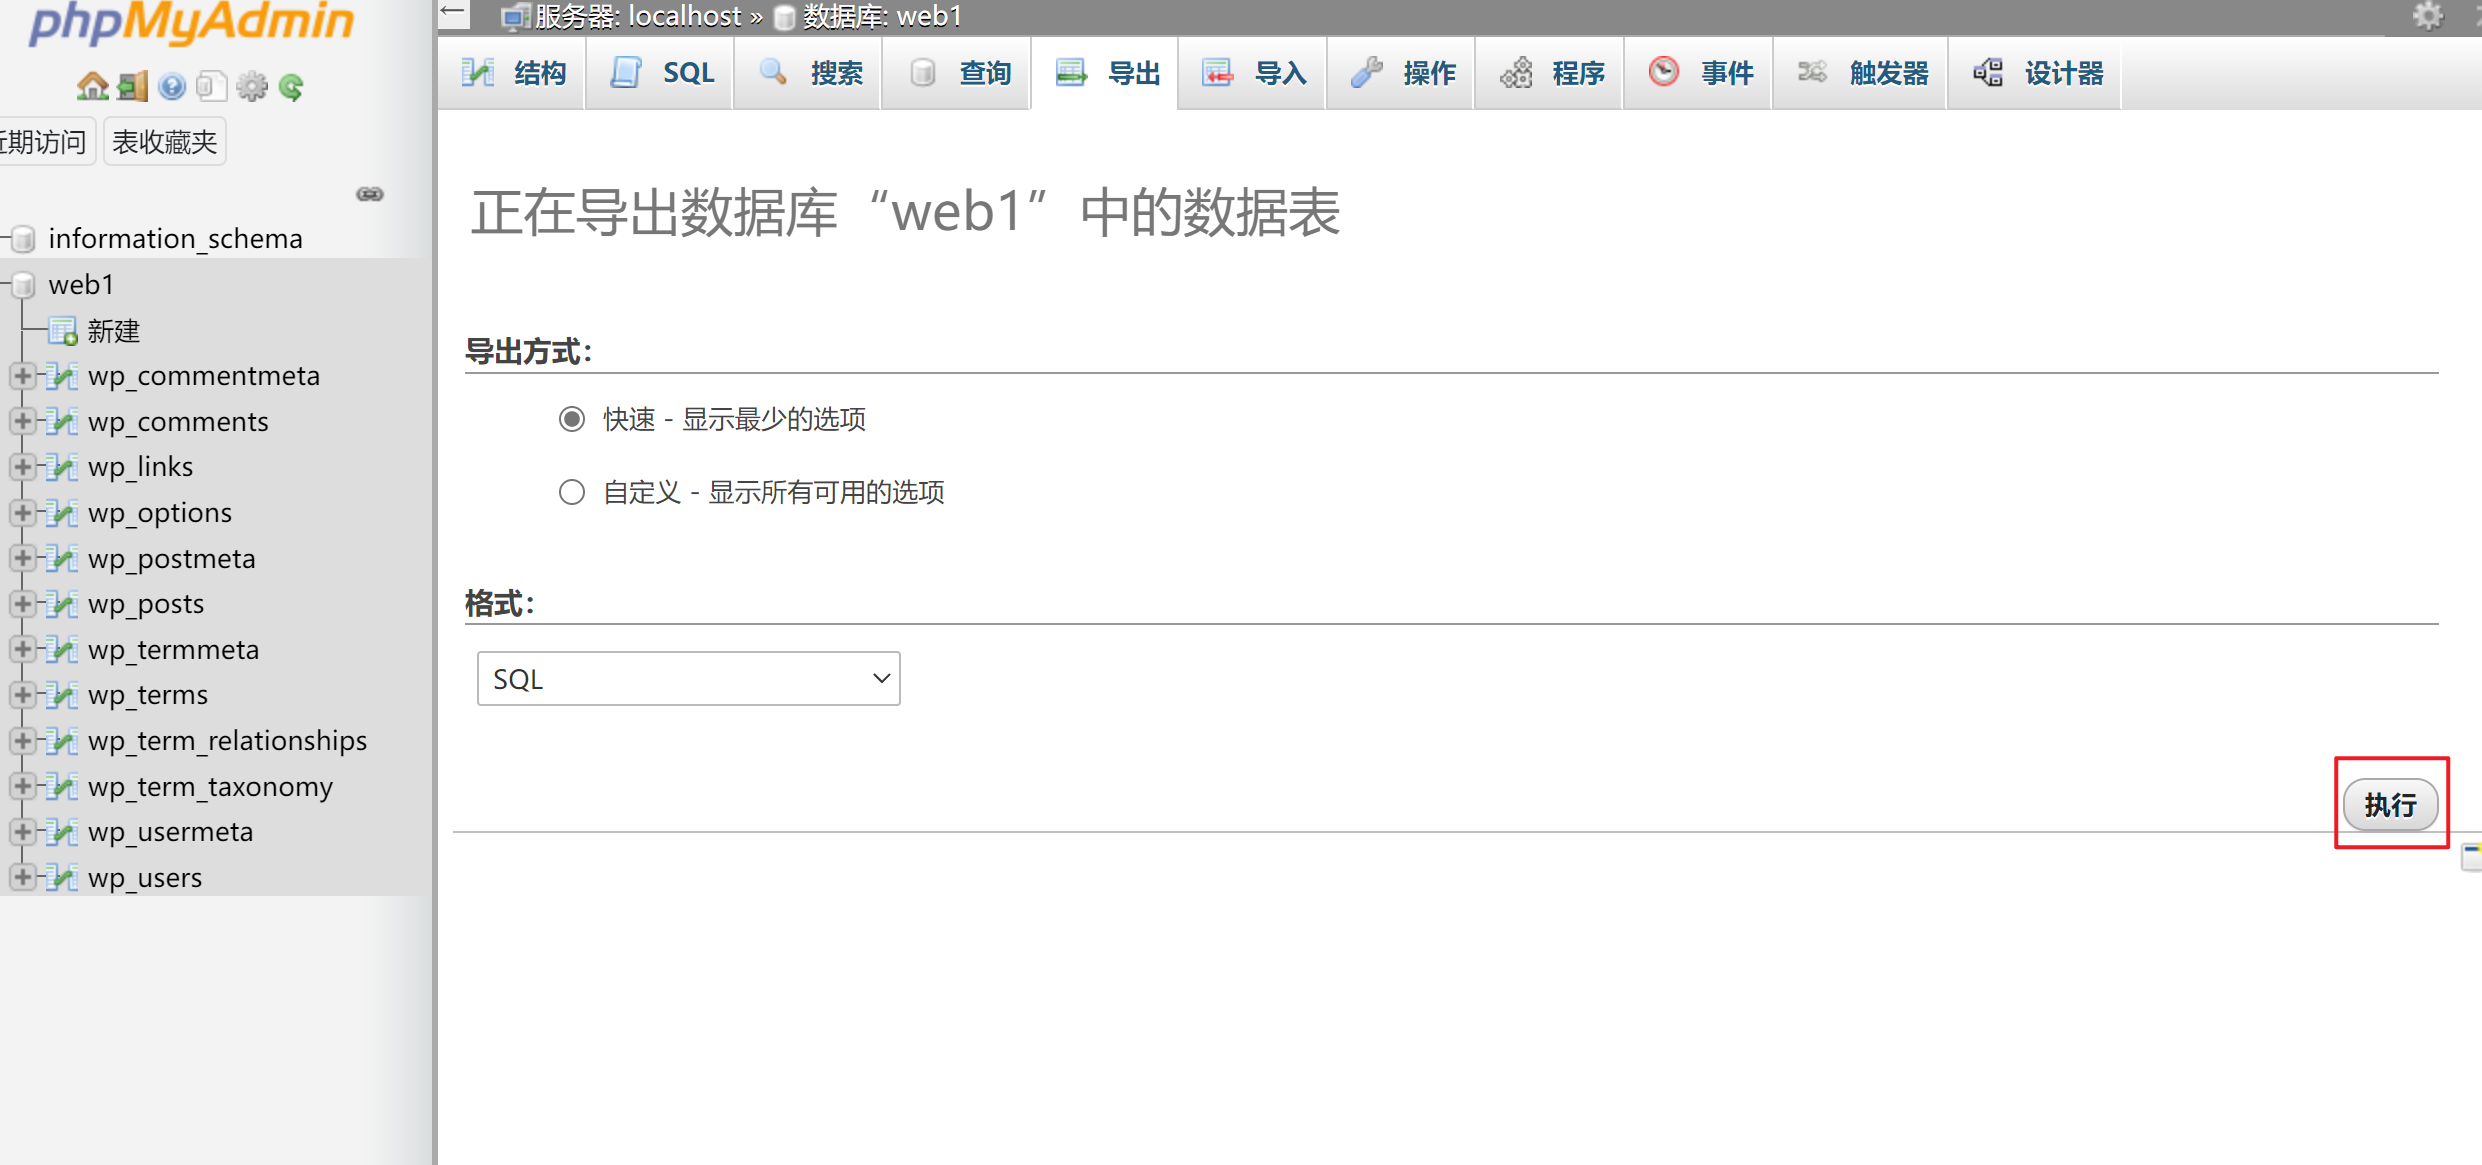 phpMyAdmin
近期访问
表收藏夹
information_schema
web1
新建
wp_commentmeta
wp_comments
wp_links
wp_options
wp_postmeta
wp_posts
wp_termmeta
wp_terms
wp_term_relationships
wp_term_taxonomy
wp_usermeta
wp_users
服务器: localhost » 数据库: web1
结构 SQL 搜索 查询 导出 导入 操作 程序 事件 触发器 设计器
正在导出数据库“web1”中的数据表
导出方式：
快速 - 显示最少的选项
自定义 - 显示所有可用的选项
格式：
SQL
执行